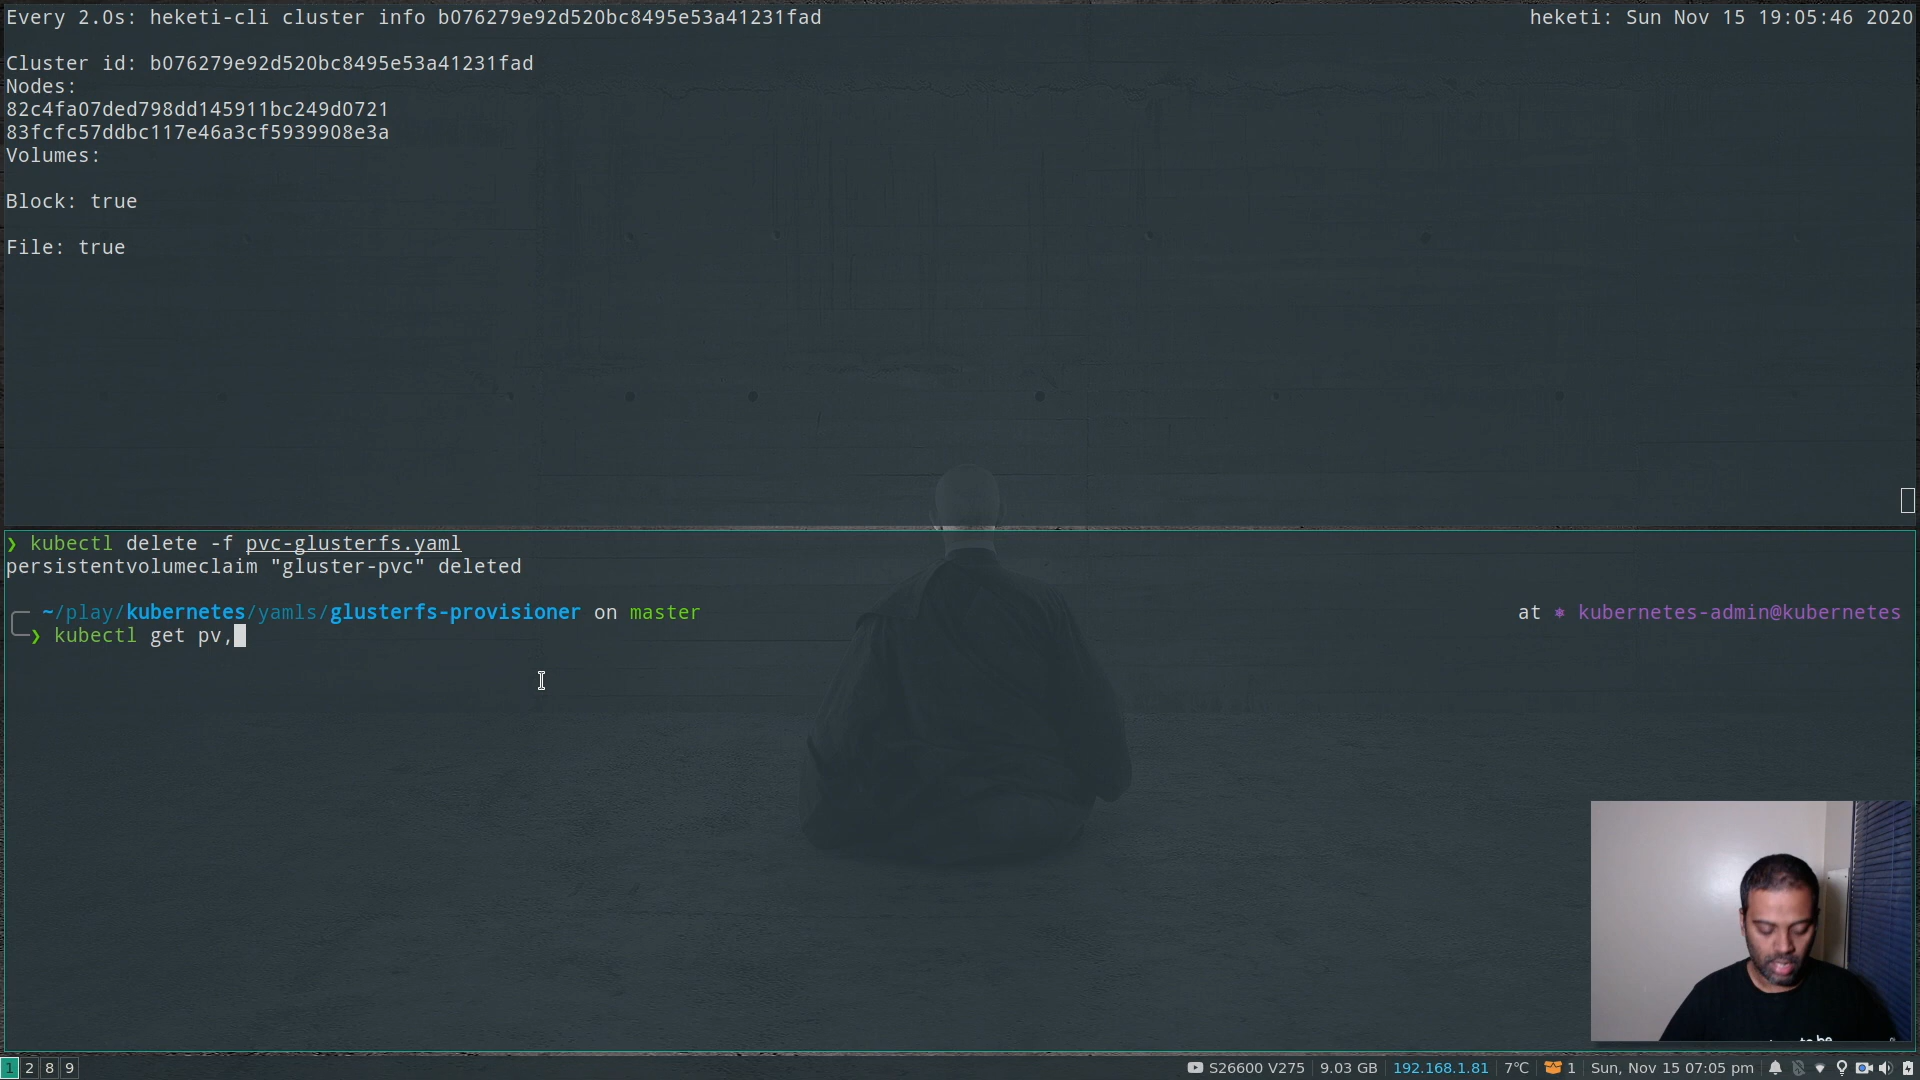 Every 2.0s: heketi-cli cluster info b076279e92d520bc8495e53a41231fad heketi: Sun Nov 15 19:05:46 2020
Cluster id: b076279e92d520bc8495e53a41231fad
Nodes:
82c4fa07ded798dd145911bc249d0721
83fcfc57ddbc117e46a3cf5939908e3a
Volumes:
Block: true
File: true
❯ kubectl delete -f pvc-glusterfs.yaml
persistentvolumeclaim "gluster-pvc" deleted
~/play/kubernetes/yamls/glusterfs-provisioner on master at ⎈ kubernetes-admin@kubernetes
❯ kubectl get pv,
to be
1 2 8 9 S26600 V275 9.03 GB 192.168.1.81 7°C 1 Sun, Nov 15 07:05 pm